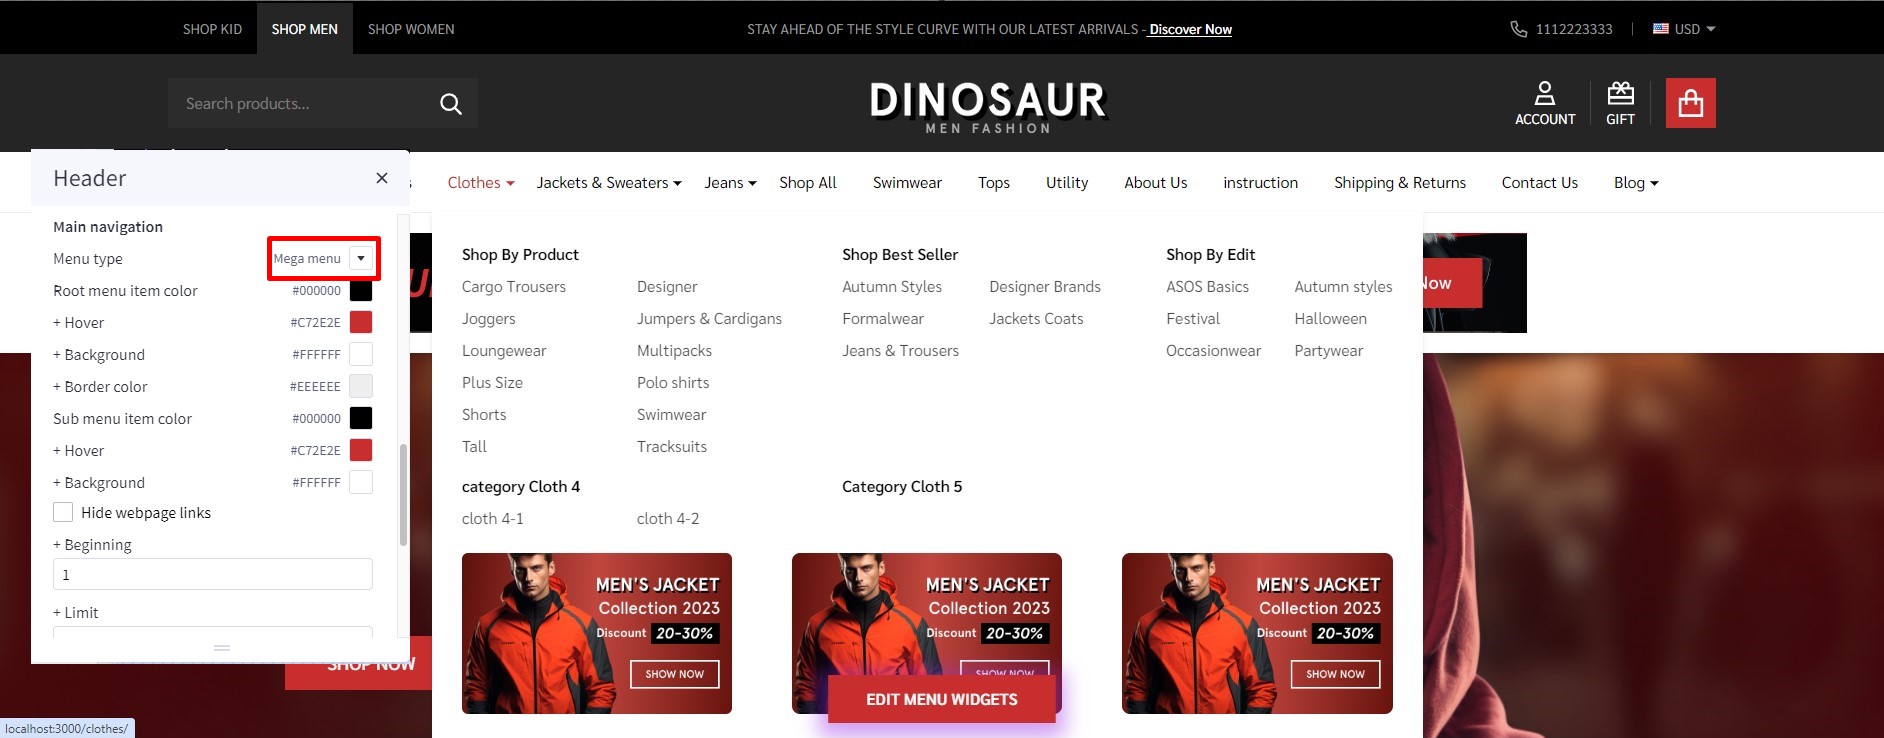 SHOP KID
SHOP MEN
SHOP WOMEN
STAY AHEAD OF THE STYLE CURVE WITH OUR LATEST ARRIVALS - Discover Now
1112223333
USD
Search products...
DINOSAUR
MEN FASHION
ACCOUNT
GIFT
Header
Clothes
Jackets & Sweaters
Jeans
Shop All
Swimwear
Tops
Utility
About Us
instruction
Shipping & Returns
Contact Us
Blog
Main navigation
Menu type Mega menu
Root menu item color #000000
+ Hover #C72E2E
+ Background #FFFFFF
+ Border color #EEEEEE
Sub menu item color #000000
+ Hover #C72E2E
+ Background #FFFFFF
Hide webpage links
+ Beginning
1
+ Limit
SHOP NOW
Shop By Product
Cargo Trousers
Joggers
Loungewear
Plus Size
Shorts
Tall
Designer
Jumpers & Cardigans
Multipacks
Polo shirts
Swimwear
Tracksuits
Shop Best Seller
Autumn Styles
Formalwear
Jeans & Trousers
Designer Brands
Jackets Coats
Shop By Edit
ASOS Basics
Festival
Occasionwear
Autumn styles
Halloween
Partywear
Now
category Cloth 4
cloth 4-1
cloth 4-2
Category Cloth 5
MEN'S JACKET
Collection 2023
Discount 20-30%
SHOW NOW
MEN'S JACKET
Collection 2023
Discount 20-30%
SHOW NOW
MEN'S JACKET
Collection 2023
Discount 20-30%
SHOW NOW
EDIT MENU WIDGETS
localhost:3000/clothes/